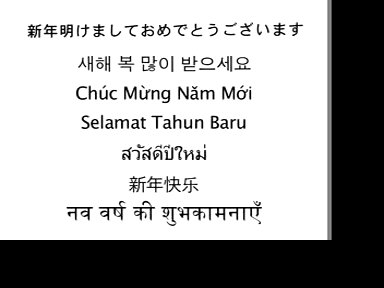 新年明けましておめでとうございます
새해 복 많이 받으세요
Chúc Mừng Năm Mới
Selamat Tahun Baru
สวัสดีปีใหม่
新年快乐
नव वर्ष की शुभकामनाएँ